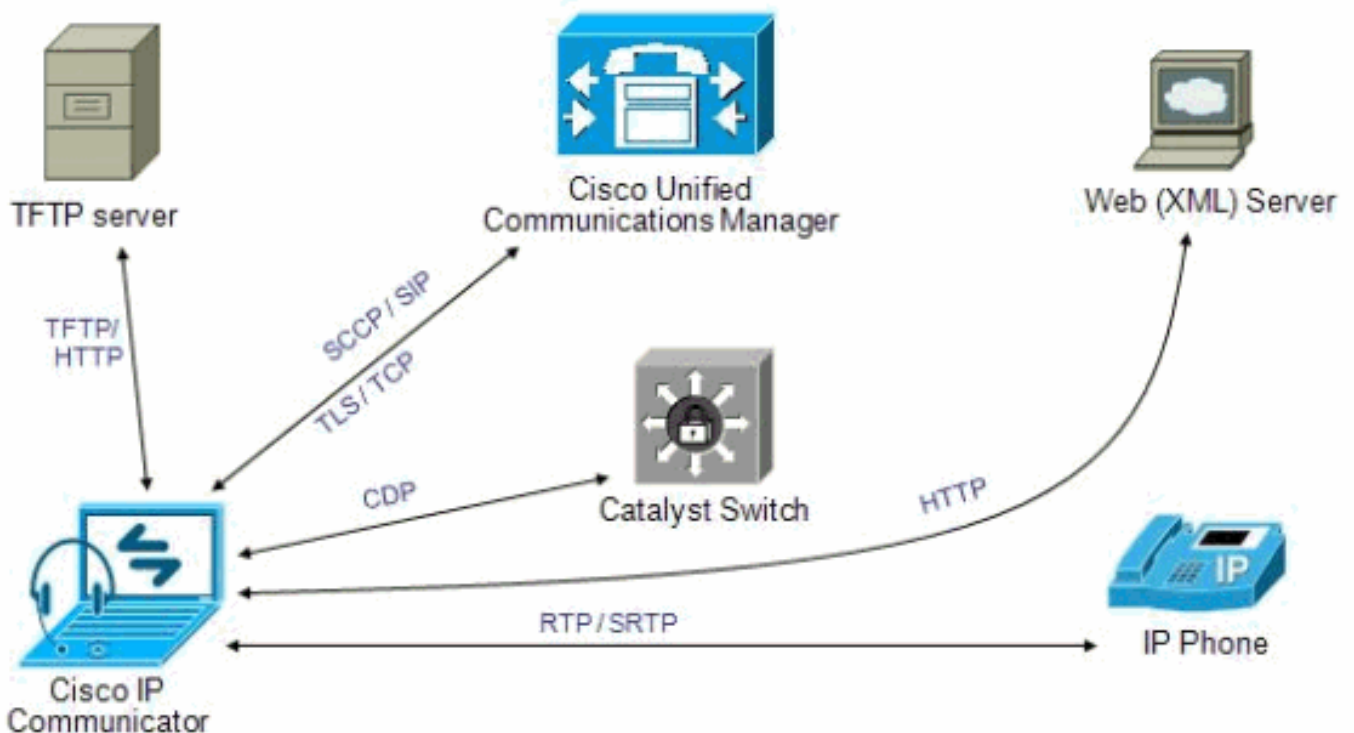 TFTP server
Cisco Unified
Communications Manager
Web (XML) Server
TFTP/
HTTP
SCCP / SIP
TLS / TCP
CDP
Catalyst Switch
HTTP
IP
RTP / SRTP
IP Phone
Cisco IP
Communicator